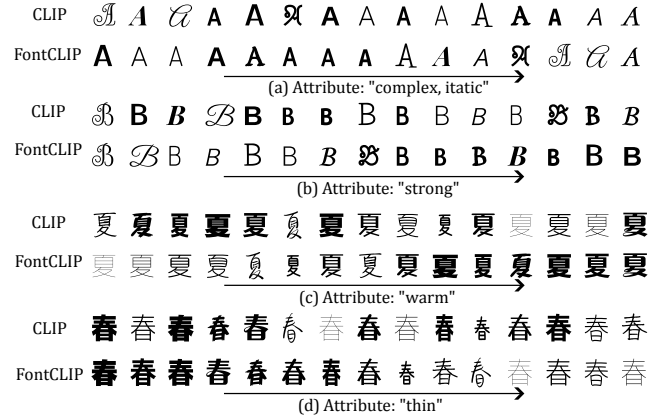 CLIP A A A A A A A A A A A A A A A
FontCLIP A A A A A A A A A A A A A A A
(a) Attribute: "complex, itatic"
CLIP B B B B B B B B B B B B B B B
FontCLIP B B B B B B B B B B B B B B B
(b) Attribute: "strong"
CLIP 夏 夏 夏 夏 夏 夏 夏 夏 夏 夏 夏 夏 夏 夏 夏
FontCLIP 夏 夏 夏 夏 夏 夏 夏 夏 夏 夏 夏 夏 夏 夏 夏
(c) Attribute: "warm"
CLIP 春 春 春 春 春 春 春 春 春 春 春 春 春 春 春
FontCLIP 春 春 春 春 春 春 春 春 春 春 春 春 春 春 春
(d) Attribute: "thin"